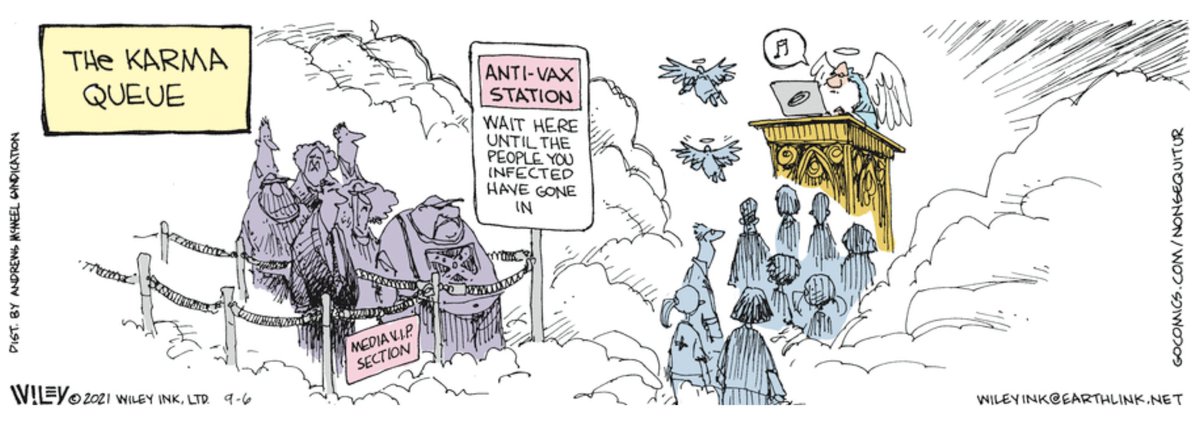 THE KARMA
QUEUE
ANTI-VAX
STATION
WAIT HERE
UNTIL THE
PEOPLE YOU
INFECTED
HAVE GONE
IN
MEDIA V.I.P.
SECTION
DIST. BY ANDREWS MCMEEL SYNDICATION
WILEY © 2021 WILEY INK, LTD. 9-6
WILEYINK@EARTHLINK.NET
GOCOMICS.COM/NONSEQUITUR